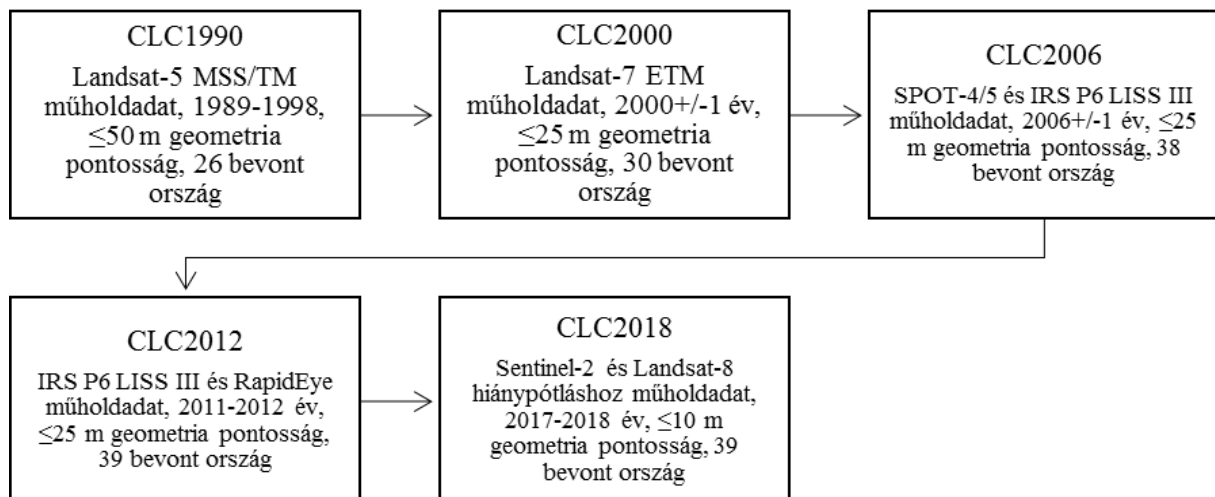 CLC1990
Landsat-5 MSS/TM
műholdadat, 1989-1998,
≤50 m geometria
pontosság, 26 bevont
ország
CLC2000
Landsat-7 ETM
műholdadat, 2000+/-1 év,
≤25 m geometria
pontosság, 30 bevont
ország
CLC2006
SPOT-4/5 és IRS P6 LISS III
műholdadat, 2006+/-1 év, ≤25
m geometria pontosság, 38
bevont ország
CLC2012
IRS P6 LISS III és RapidEye
műholdadat, 2011-2012 év,
≤25 m geometria pontosság,
39 bevont ország
CLC2018
Sentinel-2 és Landsat-8
hiánypótláshoz műholdadat,
2017-2018 év, ≤10 m
geometria pontosság, 39
bevont ország